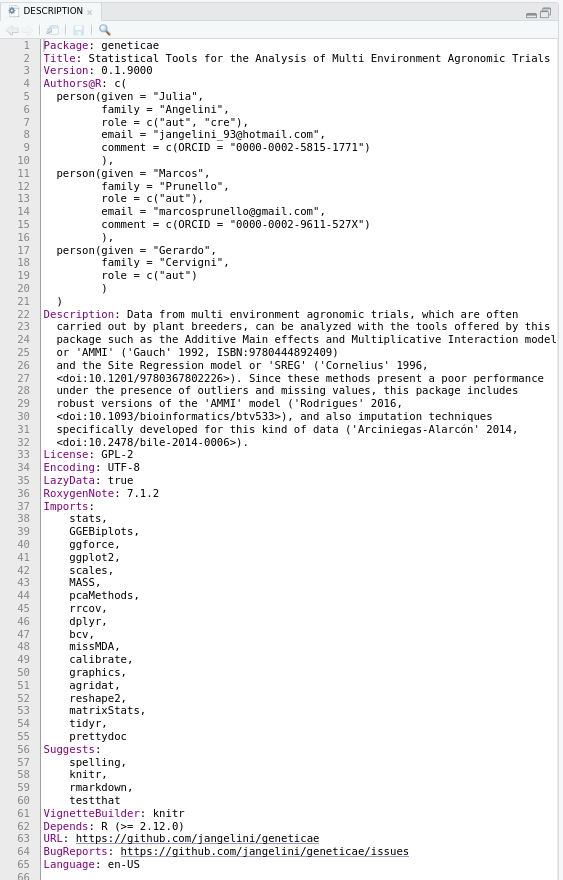 DESCRIPTION
1 Package: geneticae
2 Title: Statistical Tools for the Analysis of Multi Environment Agronomic Trials
3 Version: 0.1.9000
4 Authors@R: c(
5 person(given = "Julia",
6 family = "Angelini",
7 role = c("aut", "cre"),
8 email = "jangelini_93@hotmail.com",
9 comment = c(ORCID = "0000-0002-5815-1771")
10 ),
11 person(given = "Marcos",
12 family = "Prunello",
13 role = c("aut"),
14 email = "marcosprunello@gmail.com",
15 comment = c(ORCID = "0000-0002-9611-527X")
16 ),
17 person(given = "Gerardo",
18 family = "Cervigni",
19 role = c("aut")
20 )
21 )
22 Description: Data from multi environment agronomic trials, which are often
23 carried out by plant breeders, can be analyzed with the tools offered by this
24 package such as the Additive Main effects and Multiplicative Interaction model
25 or 'AMMI' ('Gauch' 1992, ISBN:9780444892409)
26 and the Site Regression model or 'SREG' ('Cornelius' 1996,
27 <doi:10.1201/9780367802226>). Since these methods present a poor performance
28 under the presence of outliers and missing values, this package includes
29 robust versions of the 'AMMI' model ('Rodrigues' 2016,
30 <doi:10.1093/bioinformatics/btv533>), and also imputation techniques
31 specifically developed for this kind of data ('Arciniegas-Alarcón' 2014,
32 <doi:10.2478/bile-2014-0006>).
33 License: GPL-2
34 Encoding: UTF-8
35 LazyData: true
36 RoxygenNote: 7.1.2
37 Imports:
38 stats,
39 GGEBiplots,
40 ggforce,
41 ggplot2,
42 scales,
43 MASS,
44 pcaMethods,
45 rrcov,
46 dplyr,
47 bcv,
48 missMDA,
49 calibrate,
50 graphics,
51 agridat,
52 reshape2,
53 matrixStats,
54 tidyr,
55 prettydoc
56 Suggests:
57 spelling,
58 knitr,
59 rmarkdown,
60 testthat
61 VignetteBuilder: knitr
62 Depends: R (>= 2.12.0)
63 URL: https://github.com/jangelini/geneticae
64 BugReports: https://github.com/jangelini/geneticae/issues
65 Language: en-US
66